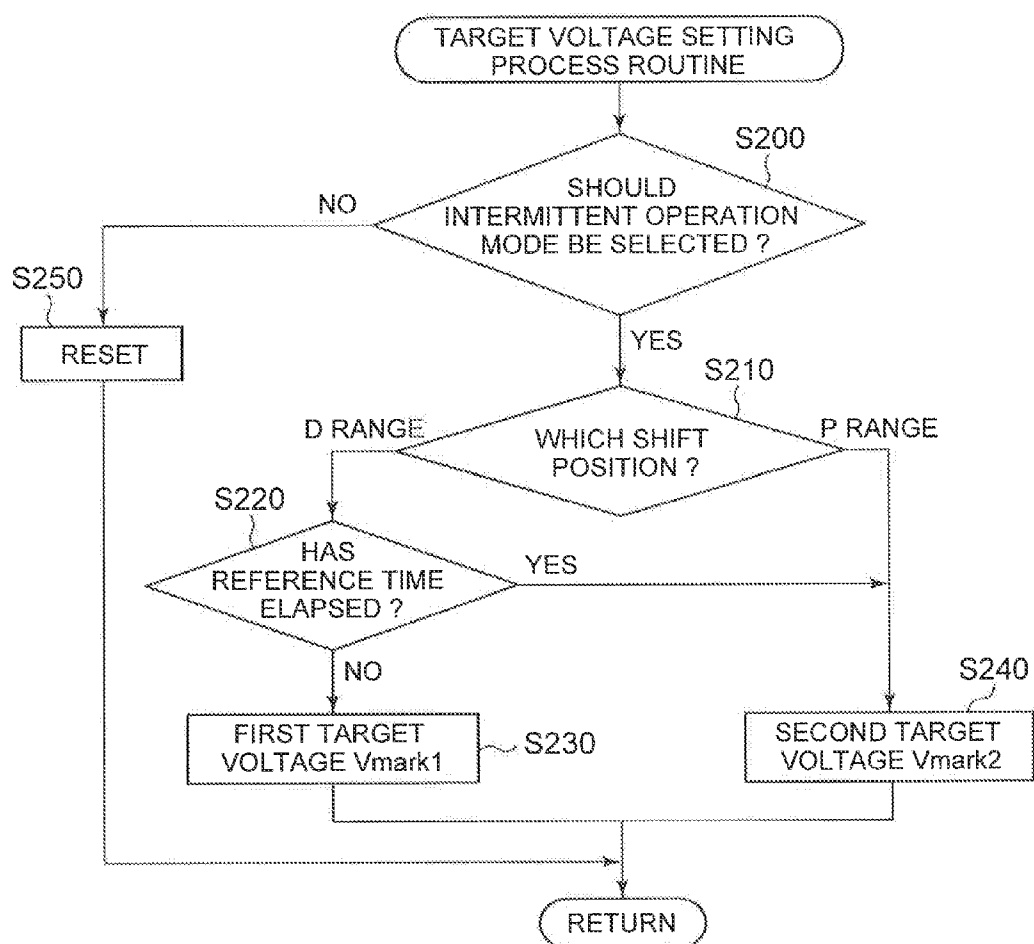 TARGET VOLTAGE SETTING
PROCESS ROUTINE
S200
SHOULD
INTERMITTENT OPERATION
MODE BE SELECTED ?
NO
S250
RESET
YES
S210
D RANGE
WHICH SHIFT
POSITION ?
P RANGE
S220
HAS
REFERENCE TIME
ELAPSED ?
YES
NO
S240
FIRST TARGET
VOLTAGE Vmark1
S230
SECOND TARGET
VOLTAGE Vmark2
RETURN